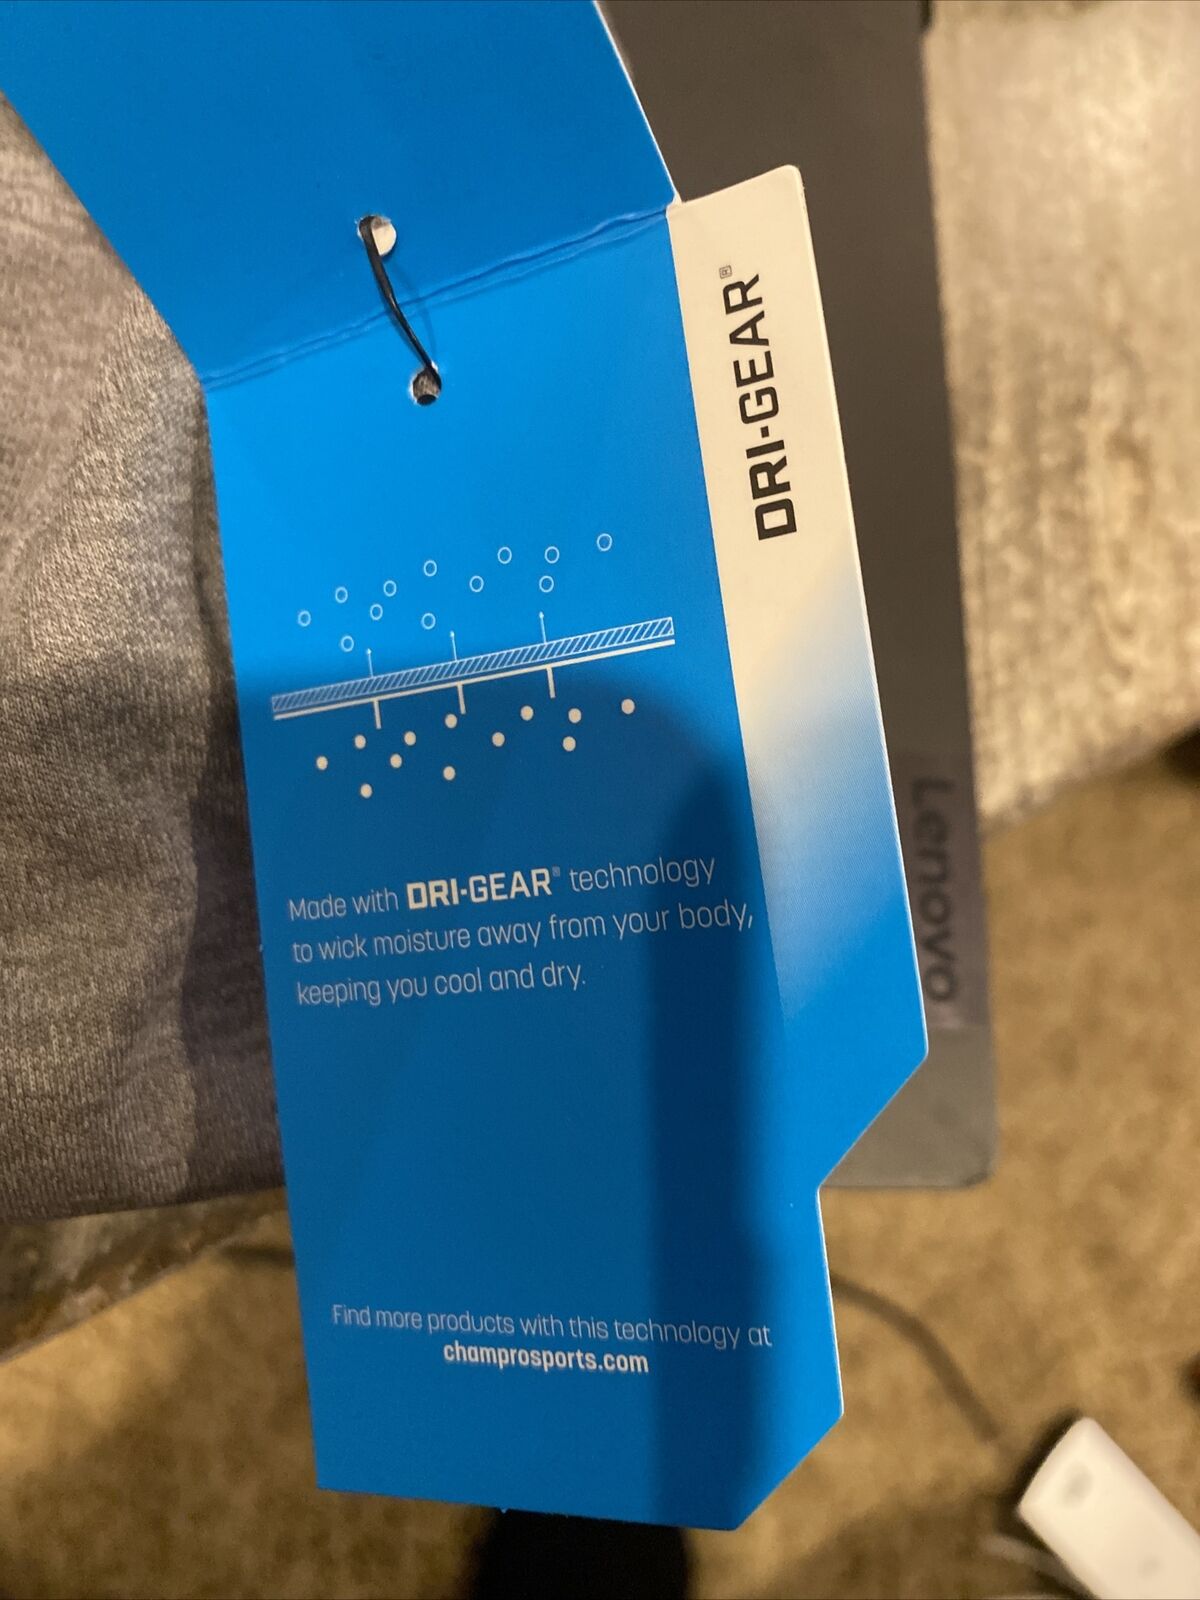 DRI-GEAR®
Made with DRI-GEAR® technology
to wick moisture away from your body,
keeping you cool and dry.
Find more products with this technology at
champrosports.com
Lenovo